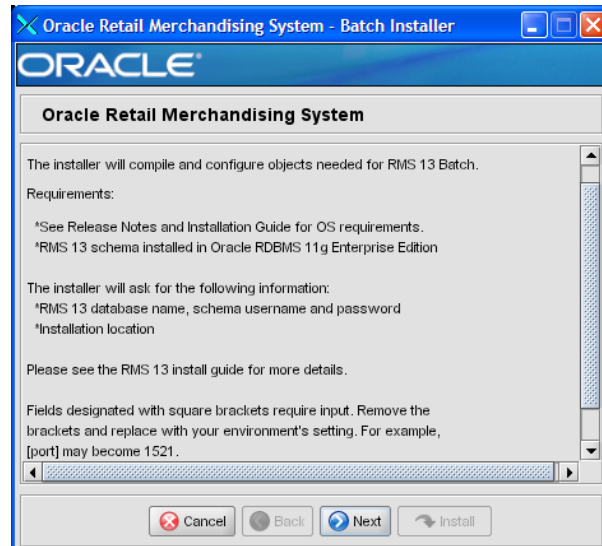 Oracle Retail Merchandising System - Batch Installer
ORACLE®
Oracle Retail Merchandising System
The installer will compile and configure objects needed for RMS 13 Batch.
Requirements:
*See Release Notes and Installation Guide for OS requirements.
*RMS 13 schema installed in Oracle RDBMS 11g Enterprise Edition
The installer will ask for the following information:
*RMS 13 database name, schema username and password
*Installation location
Please see the RMS 13 install guide for more details.
Fields designated with square brackets require input. Remove the
brackets and replace with your environment's setting. For example,
[port] may become 1521.
Cancel Back Next Install